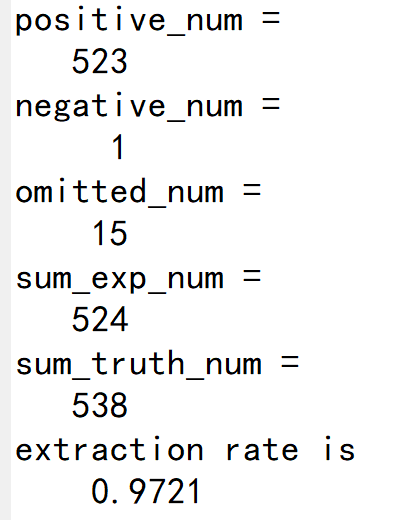 positive_num =
523
negative_num =
1
omitted_num =
15
sum_exp_num =
524
sum_truth_num =
538
extraction rate is
0.9721